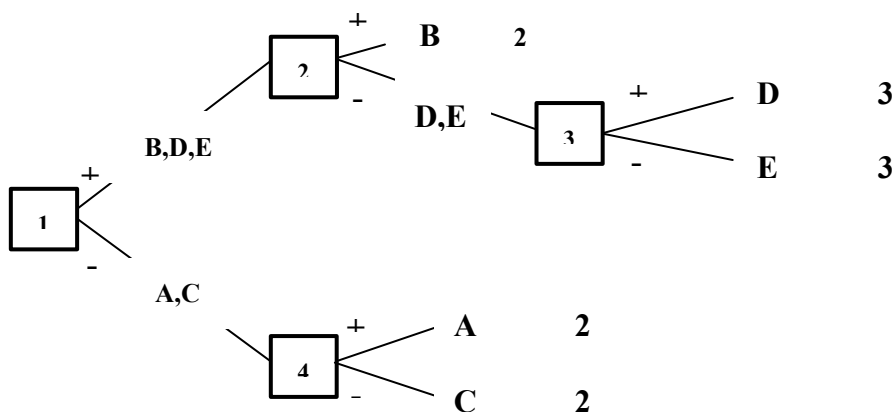 + B 2
2
-
D,E
+ D 3
3
- E 3
B,D,E
+
1
-
A,C
+ A 2
4
- C 2